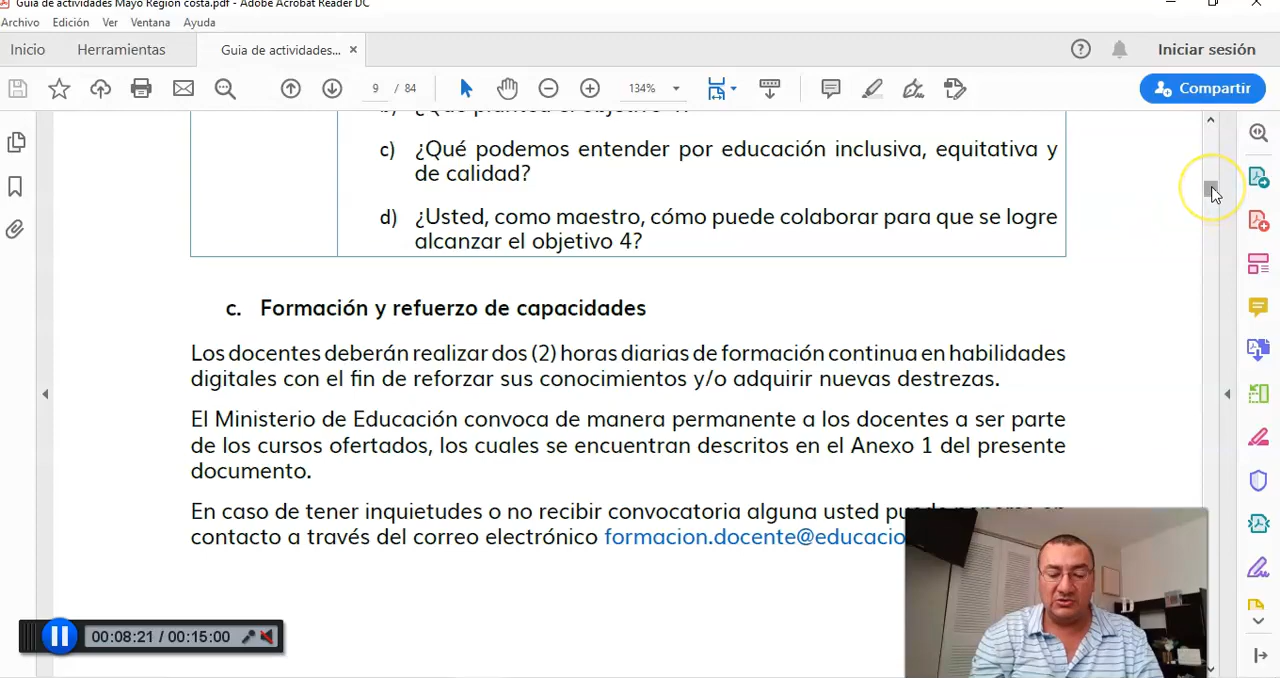 Guia de actividades Mayo Región costa.pdf - Adobe Acrobat Reader DC
Archivo Edición Ver Ventana Ayuda
Inicio Herramientas Guia de actividades... ×
Iniciar sesión
9 / 84
134%
Compartir
c) ¿Qué podemos entender por educación inclusiva, equitativa y
de calidad?
d) ¿Usted, como maestro, cómo puede colaborar para que se logre
alcanzar el objetivo 4?
c. Formación y refuerzo de capacidades
Los docentes deberán realizar dos (2) horas diarias de formación continua en habilidades
digitales con el fin de reforzar sus conocimientos y/o adquirir nuevas destrezas.
El Ministerio de Educación convoca de manera permanente a los docentes a ser parte
de los cursos ofertados, los cuales se encuentran descritos en el Anexo 1 del presente
documento.
En caso de tener inquietudes o no recibir convocatoria alguna usted
contacto a través del correo electrónico formacion.docente@educacio
00:08:21 / 00:15:00